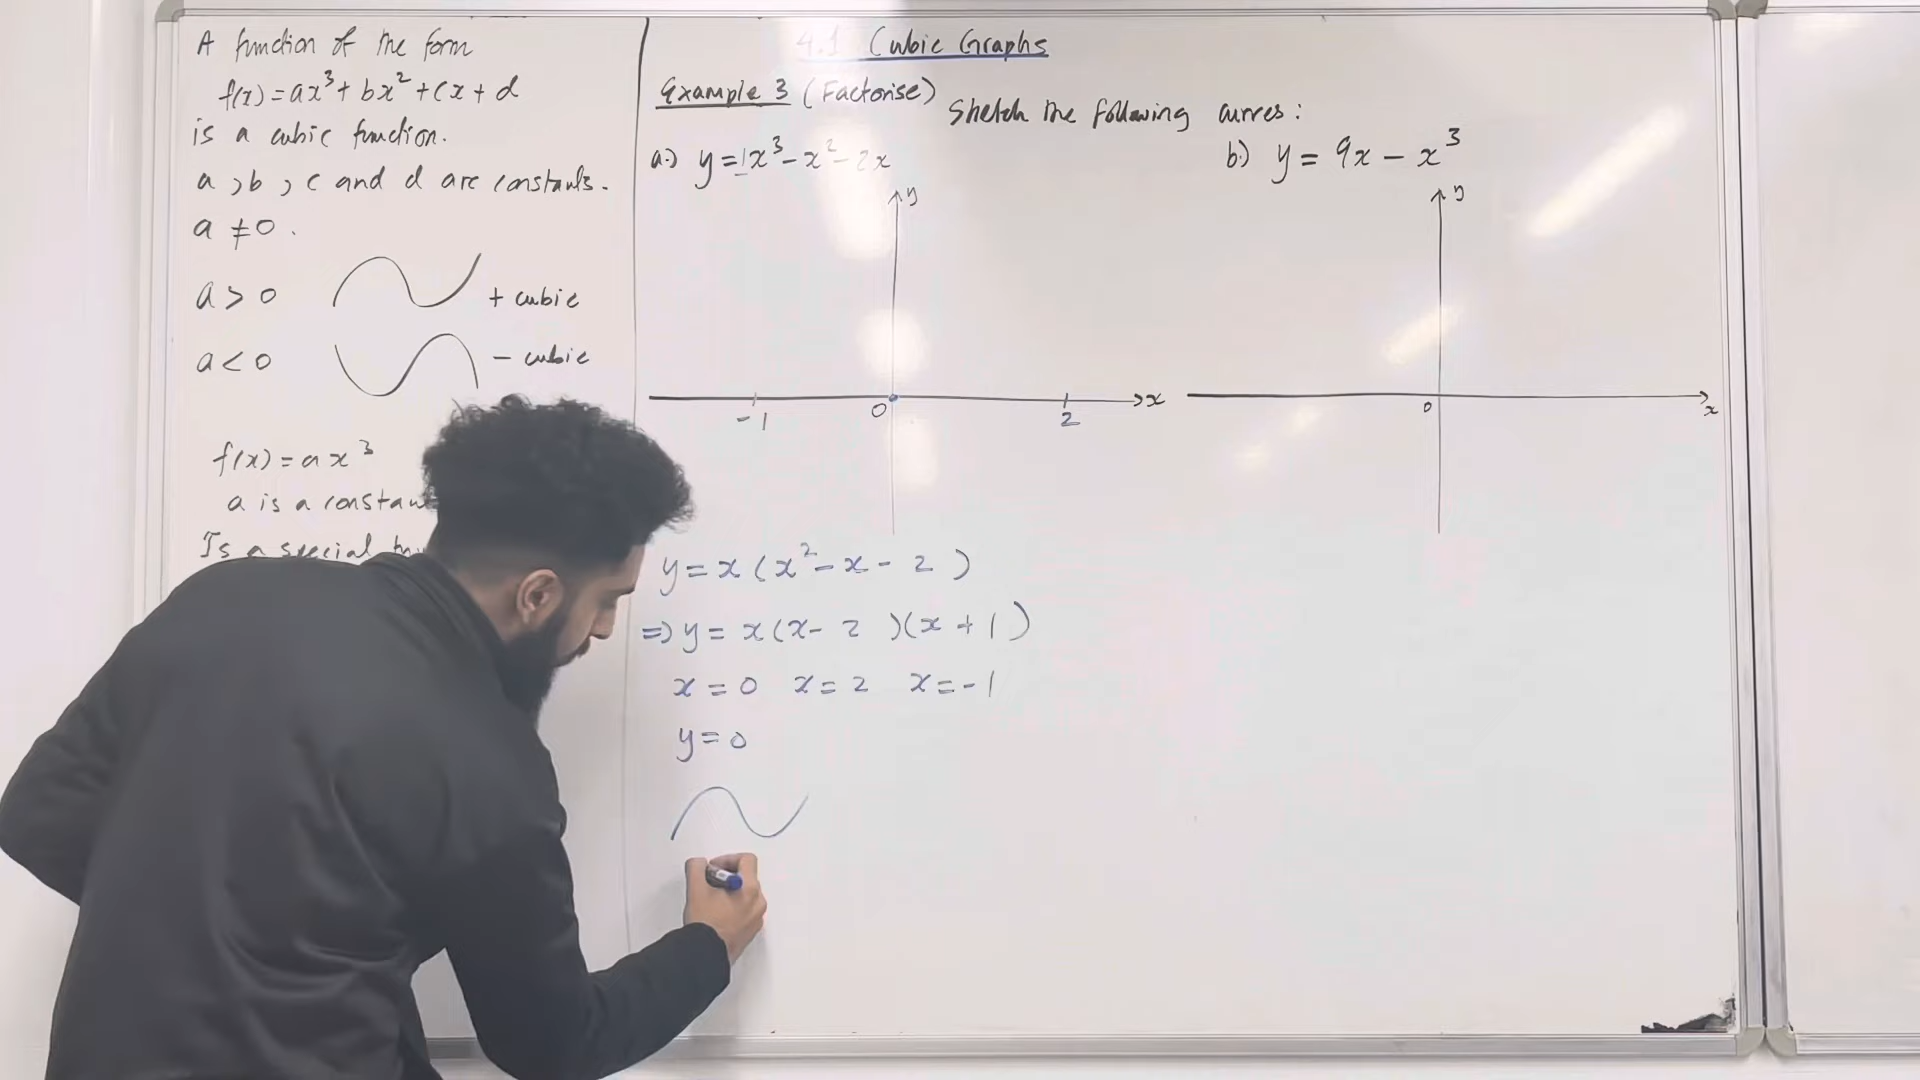 A function of the form
f(x) = ax³ + bx² + cx + d
is a cubic function.
a, b, c and d are constants.
a ≠ 0.
a > 0 + cubic
a < 0 - cubic
f(x) = ax³
a is a
Is a special
4.1 Cubic Graphs
Example 3 (Factorise) Sketch the following curves:
a.) y = 1x³ - x² - 2x
y
-1 0 2 x
y = x(x² - x - 2)
⇒ y = x(x - 2)(x + 1)
x = 0 x = 2 x = -1
y = 0
b.) y = 9x - x³
y
0 x